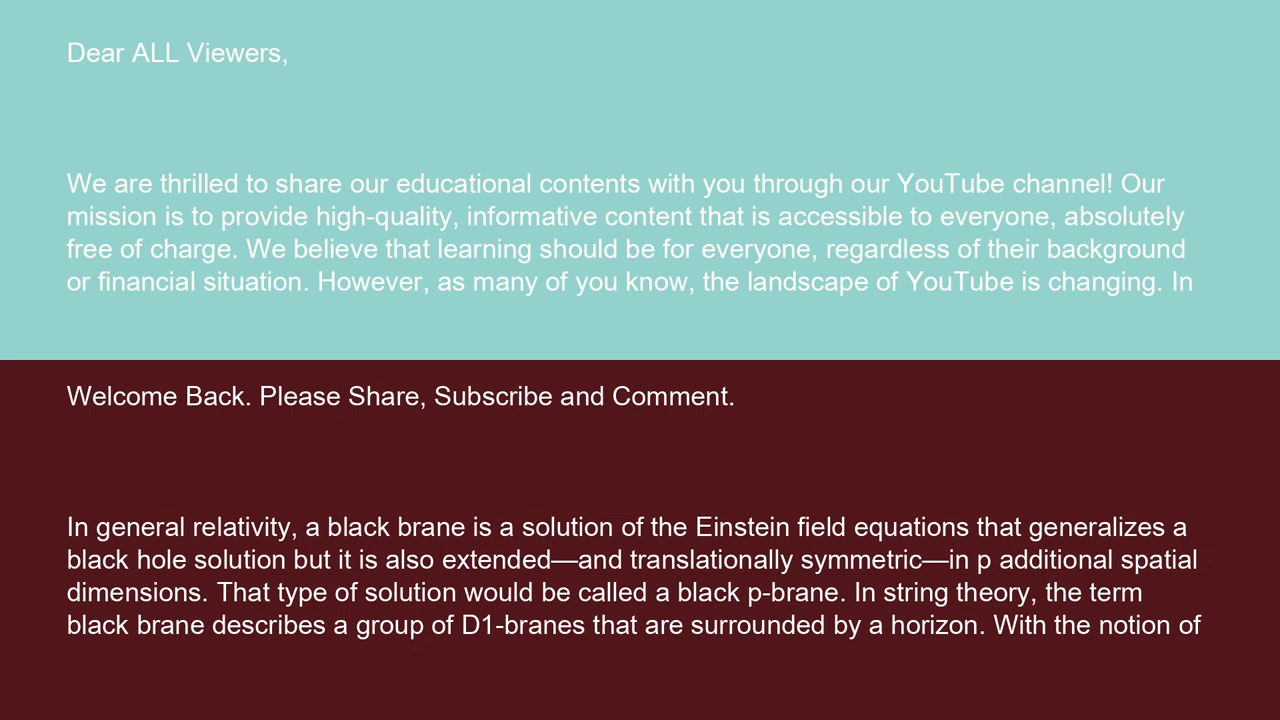 Dear ALL Viewers,
We are thrilled to share our educational contents with you through our YouTube channel! Our
mission is to provide high-quality, informative content that is accessible to everyone, absolutely
free of charge. We believe that learning should be for everyone, regardless of their background
or financial situation. However, as many of you know, the landscape of YouTube is changing. In
Welcome Back. Please Share, Subscribe and Comment.
In general relativity, a black brane is a solution of the Einstein field equations that generalizes a
black hole solution but it is also extended—and translationally symmetric—in p additional spatial
dimensions. That type of solution would be called a black p-brane. In string theory, the term
black brane describes a group of D1-branes that are surrounded by a horizon. With the notion of